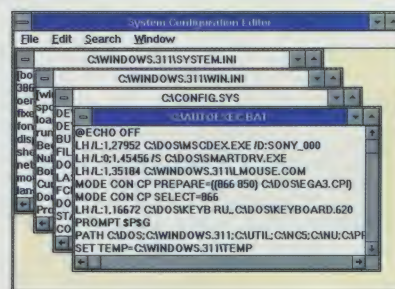 System Configuration Editor
File Edit Search Window
C:\WINDOWS.311\SYSTEM.INI
C:\WINDOWS.311\WIN.INI
C:\CONFIG.SYS
C:\AUTOEXEC.BAT
@ECHO OFF
LH /L:1,27952 C:\DOS\MSCDEX.EXE /D:SONY_000
LH /L:0;1,45456 /S C:\DOS\SMARTDRV.EXE
LH /L:1,35184 C:\WINDOWS.311\LMOUSE.COM
MODE CON CP PREPARE=((866 850) C:\DOS\EGA3.CPI)
MODE CON CP SELECT=866
LH /L:1,16672 C:\DOS\KEYB RU,,C:\DOS\KEYBOARD.620
PROMPT $P$G
PATH C:\DOS;C:\WINDOWS.311;C:\UTIL;C:\NC5;C:\NU;C:\PF
SET TEMP=C:\WINDOWS.311\TEMP